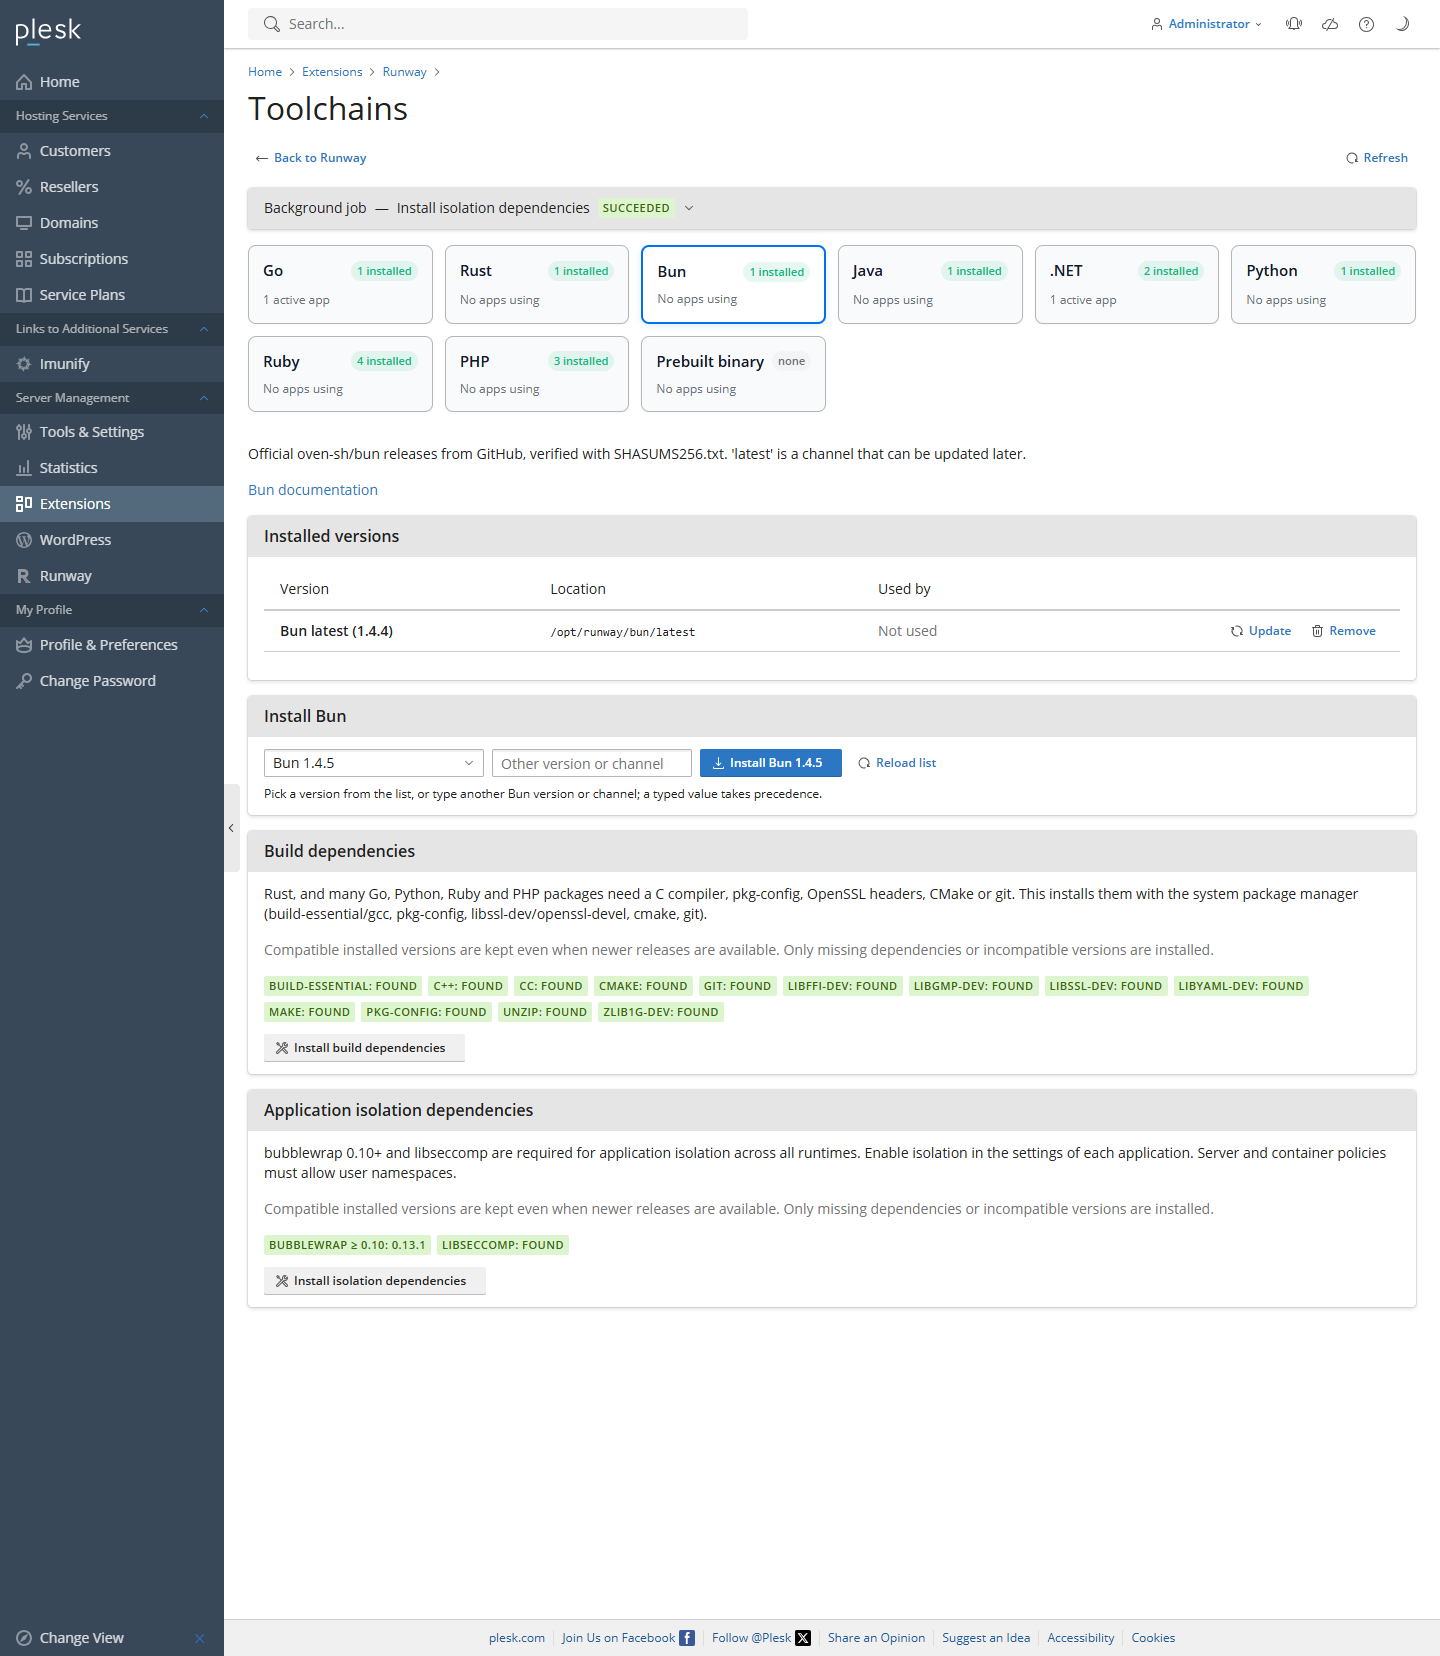 plesk
Search...
Administrator
Home
Hosting Services
Customers
Resellers
Domains
Subscriptions
Service Plans
Links to Additional Services
Imunify
Server Management
Tools & Settings
Statistics
Extensions
WordPress
Runway
My Profile
Profile & Preferences
Change Password
Change View
Home > Extensions > Runway >
Toolchains
← Back to Runway
Refresh
Background job — Install isolation dependencies SUCCEEDED
Go 1 installed
1 active app
Rust 1 installed
No apps using
Bun 1 installed
No apps using
Java 1 installed
No apps using
.NET 2 installed
1 active app
Python 1 installed
No apps using
Ruby 4 installed
No apps using
PHP 3 installed
No apps using
Prebuilt binary none
No apps using
Official oven-sh/bun releases from GitHub, verified with SHASUMS256.txt. 'latest' is a channel that can be updated later.
Bun documentation
Installed versions
Version Location Used by
Bun latest (1.4.4) /opt/runway/bun/latest Not used Update Remove
Install Bun
Bun 1.4.5 Other version or channel Install Bun 1.4.5 Reload list
Pick a version from the list, or type another Bun version or channel; a typed value takes precedence.
Build dependencies
Rust, and many Go, Python, Ruby and PHP packages need a C compiler, pkg-config, OpenSSL headers, CMake or git. This installs them with the system package manager
(build-essential/gcc, pkg-config, libssl-dev/openssl-devel, cmake, git).
Compatible installed versions are kept even when newer releases are available. Only missing dependencies or incompatible versions are installed.
BUILD-ESSENTIAL: FOUND C++: FOUND CC: FOUND CMAKE: FOUND GIT: FOUND LIBFFI-DEV: FOUND LIBGMP-DEV: FOUND LIBSSL-DEV: FOUND LIBYAML-DEV: FOUND
MAKE: FOUND PKG-CONFIG: FOUND UNZIP: FOUND ZLIB1G-DEV: FOUND
Install build dependencies
Application isolation dependencies
bubblewrap 0.10+ and libseccomp are required for application isolation across all runtimes. Enable isolation in the settings of each application. Server and container policies
must allow user namespaces.
Compatible installed versions are kept even when newer releases are available. Only missing dependencies or incompatible versions are installed.
BUBBLEWRAP ≥ 0.10: 0.13.1 LIBSECCOMP: FOUND
Install isolation dependencies
plesk.com Join Us on Facebook Follow @Plesk Share an Opinion Suggest an Idea Accessibility Cookies